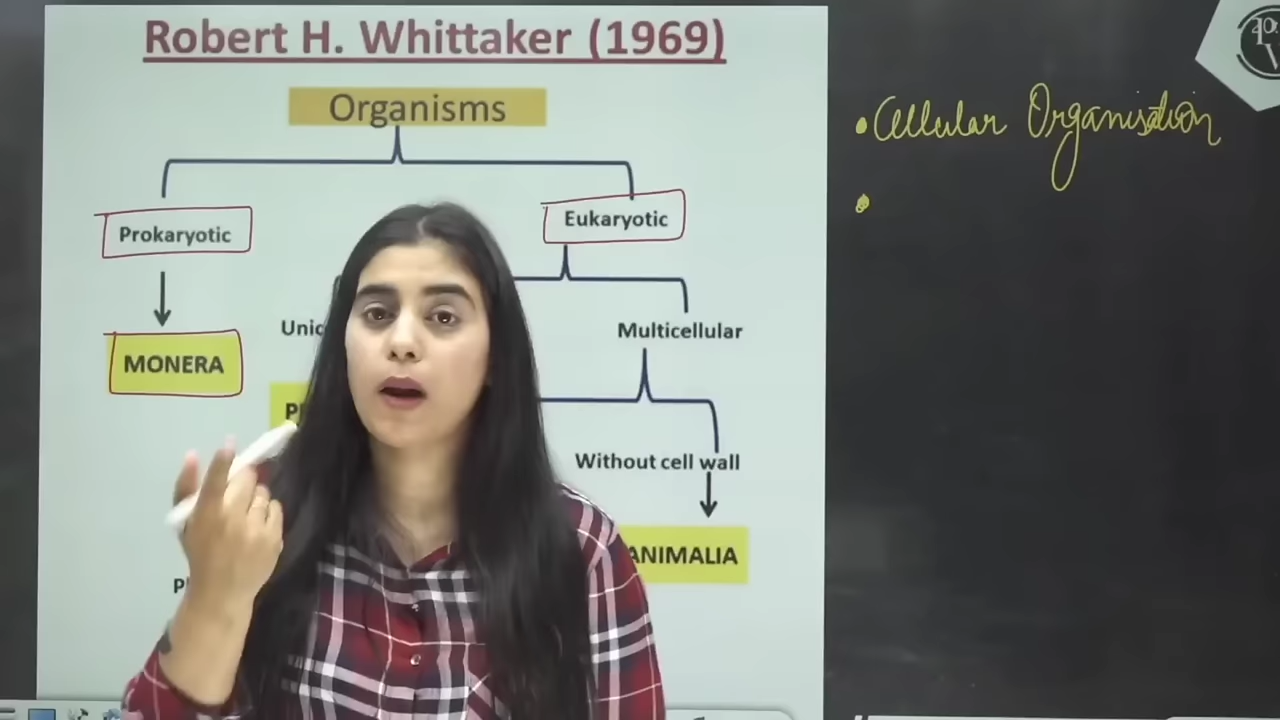 Robert H. Whittaker (1969)
Organisms
• Cellular Organisation
•
Prokaryotic
Eukaryotic
Multicellular
MONERA
Without cell wall
ANIMALIA